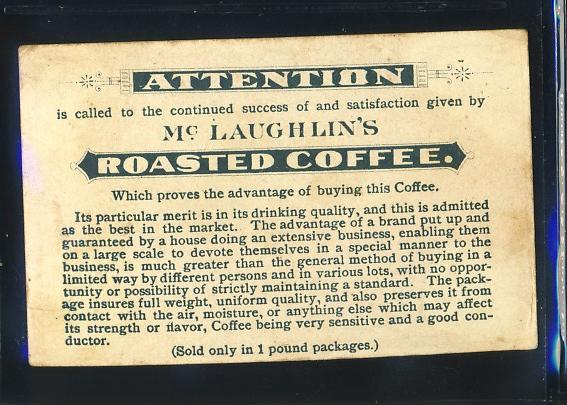 ATTENTION
is called to the continued success of and satisfaction given by
Mc LAUGHLIN'S
ROASTED COFFEE.
Which proves the advantage of buying this Coffee.
Its particular merit is in its drinking quality, and this is admitted
as the best in the market. The advantage of a brand put up and
guaranteed by a house doing an extensive business, enabling them
on a large scale to devote themselves in a special manner to the
business, is much greater than the general method of buying in a
limited way by different persons and in various lots, with no oppor-
tunity or possibility of strictly maintaining a standard. The pack-
age insures full weight, uniform quality, and also preserves it from
contact with the air, moisture, or anything else which may affect
its strength or flavor, Coffee being very sensitive and a good con-
ductor.
(Sold only in 1 pound packages.)